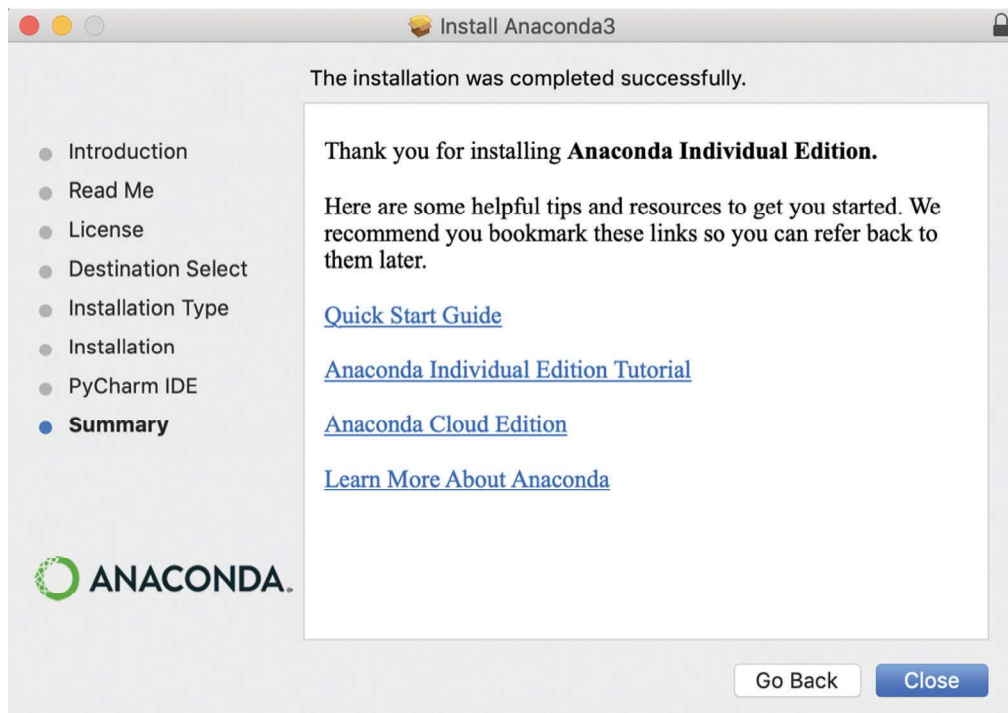 Install Anaconda3
The installation was completed successfully.
Introduction
Read Me
License
Destination Select
Installation Type
Installation
PyCharm IDE
Summary
ANACONDA.
Thank you for installing Anaconda Individual Edition.
Here are some helpful tips and resources to get you started. We
recommend you bookmark these links so you can refer back to
them later.
Quick Start Guide
Anaconda Individual Edition Tutorial
Anaconda Cloud Edition
Learn More About Anaconda
Go Back
Close